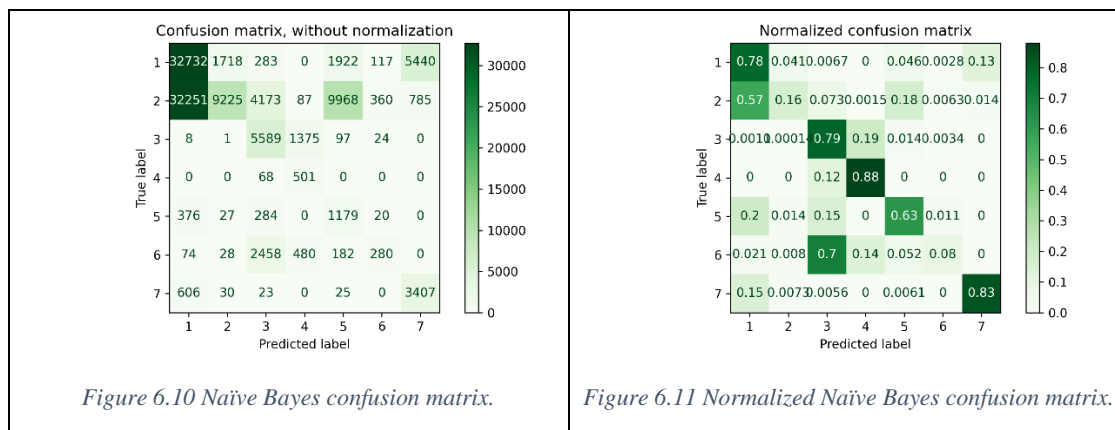 Confusion matrix, without normalization
1 32732 1718 283 0 1922 117 5440
2 32251 9225 4173 87 9968 360 785
3 8 1 5589 1375 97 24 0
4 0 0 68 501 0 0 0
5 376 27 284 0 1179 20 0
6 74 28 2458 480 182 280 0
7 606 30 23 0 25 0 3407
1 2 3 4 5 6 7
True label
Predicted label
30000
25000
20000
15000
10000
5000
0
Figure 6.10 Naïve Bayes confusion matrix.
Normalized confusion matrix
1 0.78 0.041 0.0067 0 0.046 0.0028 0.13
2 0.57 0.16 0.073 0.0015 0.18 0.0063 0.014
3 0.0011 0.00014 0.79 0.19 0.014 0.0034 0
4 0 0 0.12 0.88 0 0 0
5 0.2 0.014 0.15 0 0.63 0.011 0
6 0.021 0.008 0.7 0.14 0.052 0.08 0
7 0.15 0.0073 0.0056 0 0.0061 0 0.83
1 2 3 4 5 6 7
True label
Predicted label
0.8
0.7
0.6
0.5
0.4
0.3
0.2
0.1
0.0
Figure 6.11 Normalized Naïve Bayes confusion matrix.